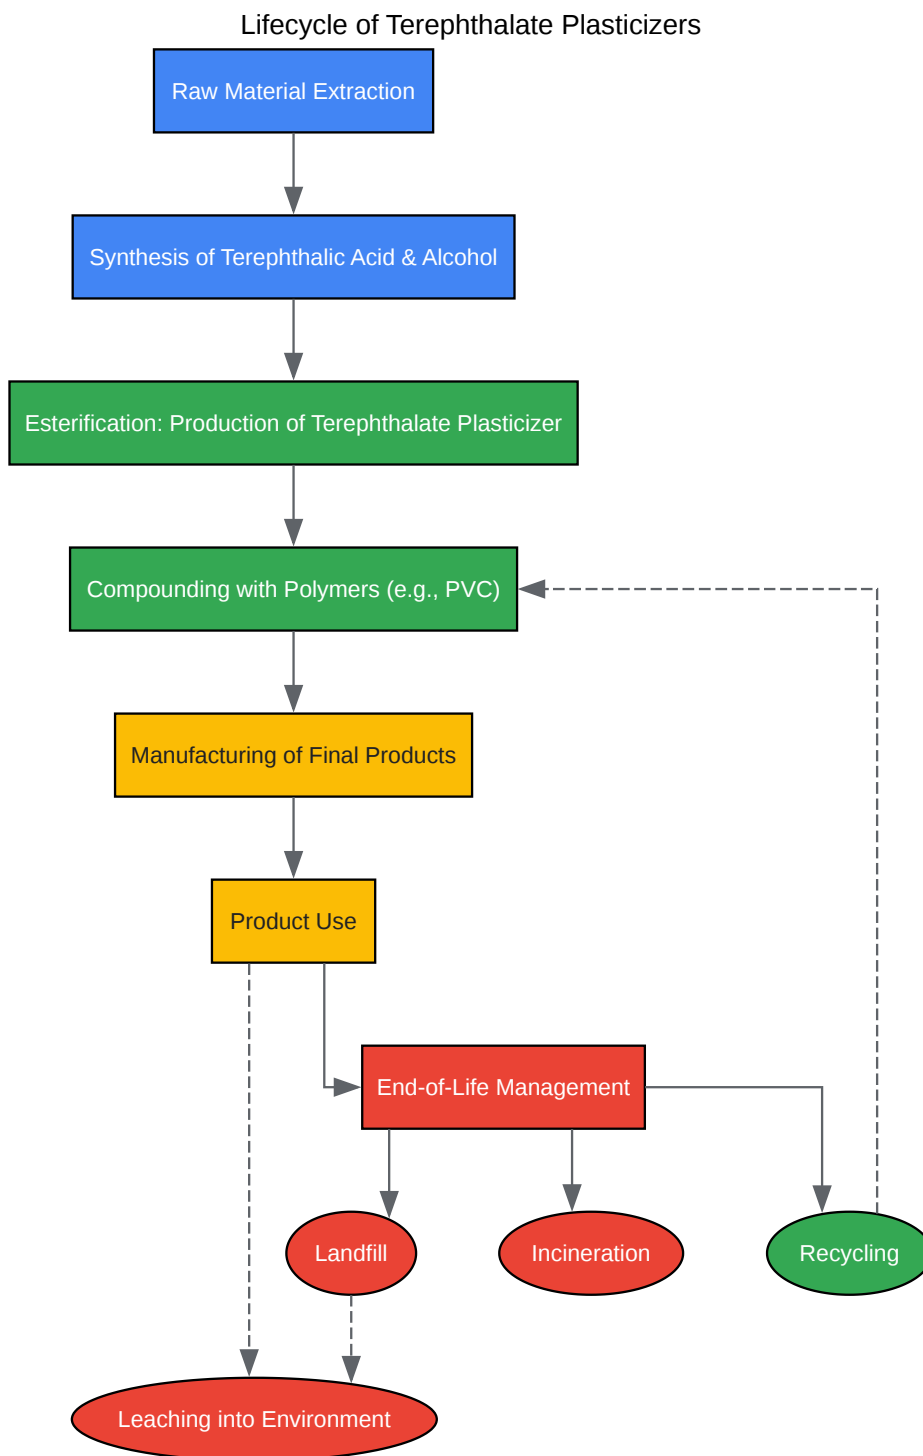 Lifecycle of Terephthalate Plasticizers
Raw Material Extraction
Synthesis of Terephthalic Acid & Alcohol
Esterification: Production of Terephthalate Plasticizer
Compounding with Polymers (e.g., PVC)
Manufacturing of Final Products
Product Use
End-of-Life Management
Landfill
Incineration
Recycling
Leaching into Environment